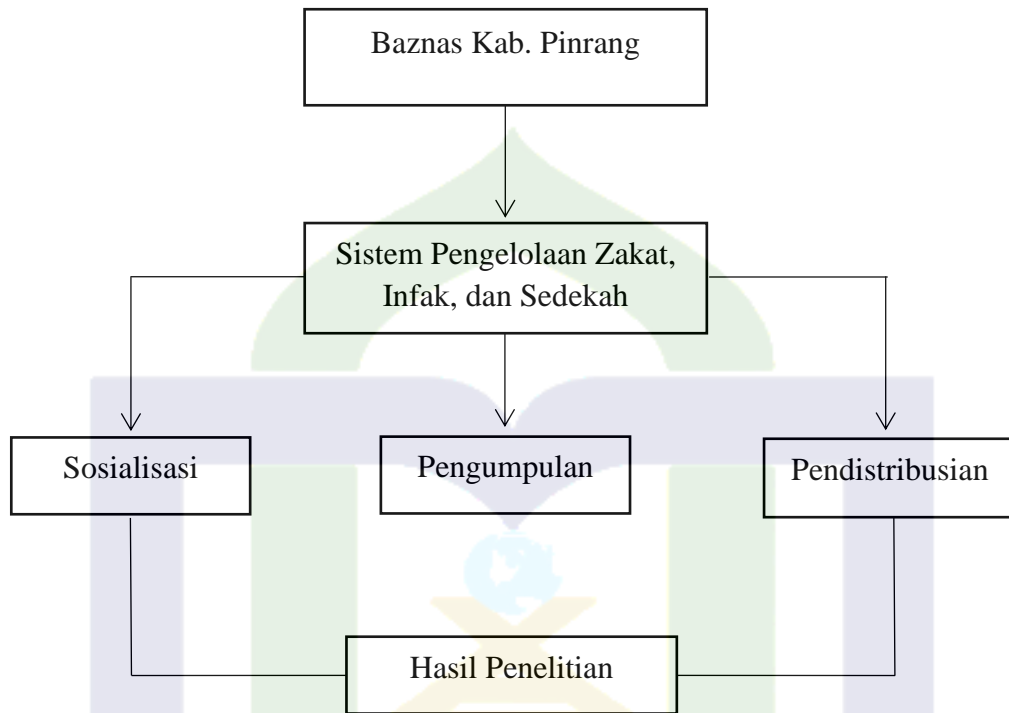 Baznas Kab. Pinrang
Sistem Pengelolaan Zakat,
Infak, dan Sedekah
Sosialisasi
Pengumpulan
Pendistribusian
Hasil Penelitian